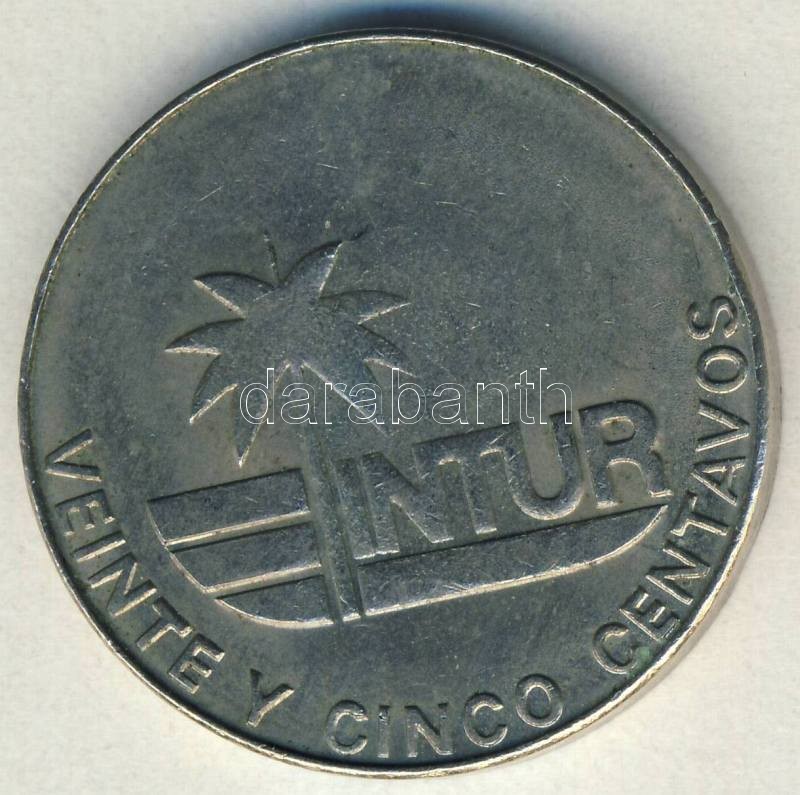 darabanth
INTUR
VEINTE Y CINCO CENTAVOS